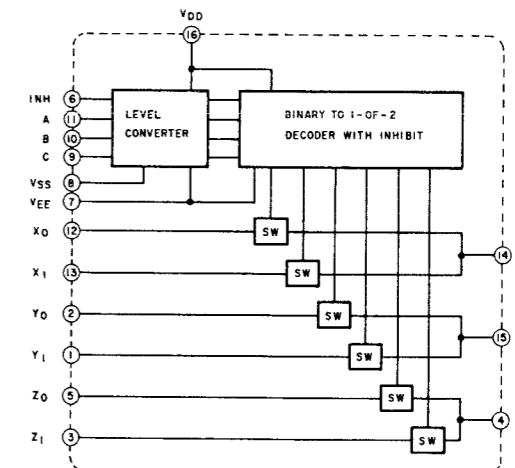 VDD
16
INH 6
A 11
B 10
C 9
VSS 8
VEE 7
LEVEL
CONVERTER
BINARY TO 1-OF-2
DECODER WITH INHIBIT
X0 12
SW
14
X1 13
SW
Y0 2
SW
15
Y1 1
SW
Z0 5
SW
4
Z1 3
SW